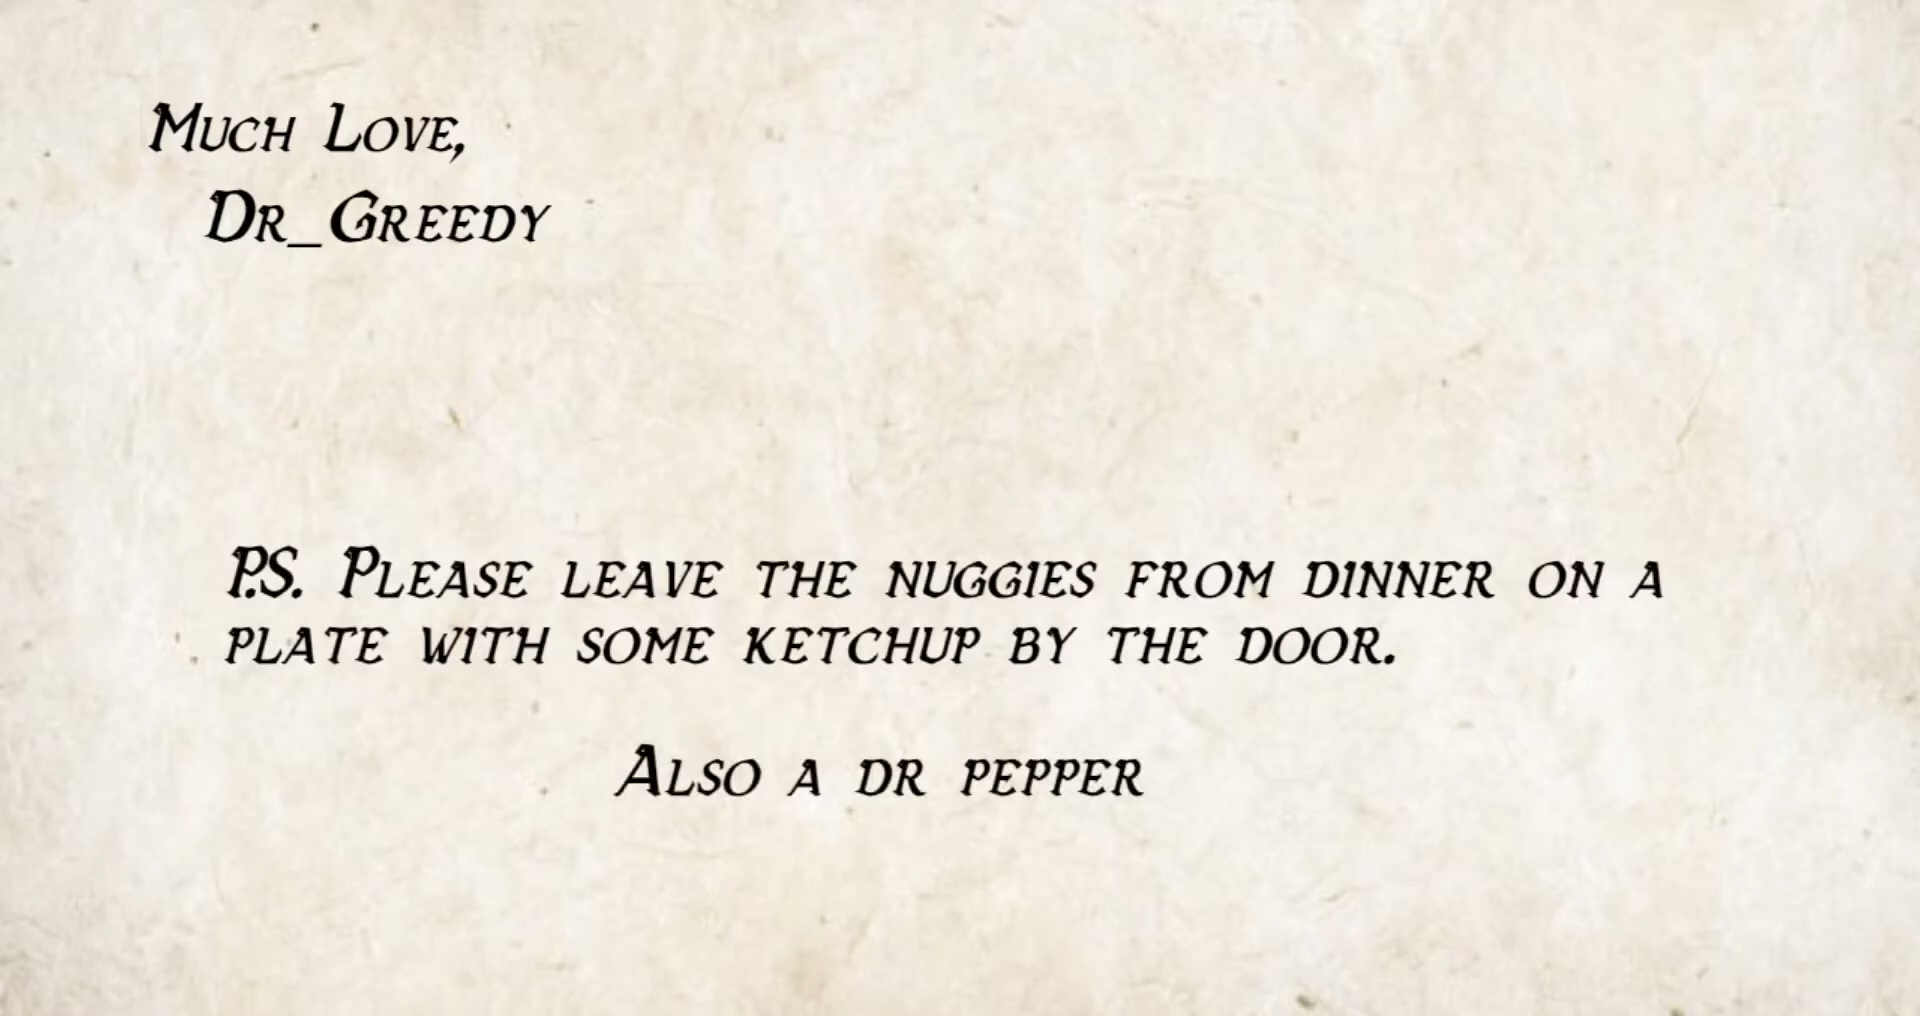 Much Love,
Dr_Greedy
P.S. Please leave the nuggies from dinner on a
plate with some ketchup by the door.
Also a dr pepper